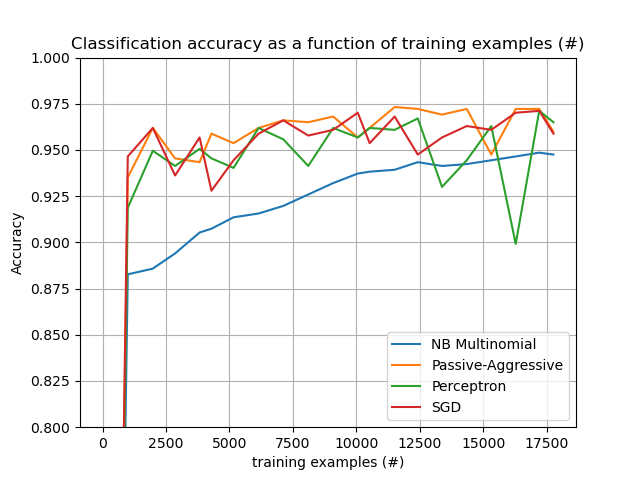 Classification accuracy as a function of training examples (#)
1.000
0.975
0.950
0.925
0.900
0.875
0.850
0.825
0.800
Accuracy
NB Multinomial
Passive-Aggressive
Perceptron
SGD
0 2500 5000 7500 10000 12500 15000 17500
training examples (#)